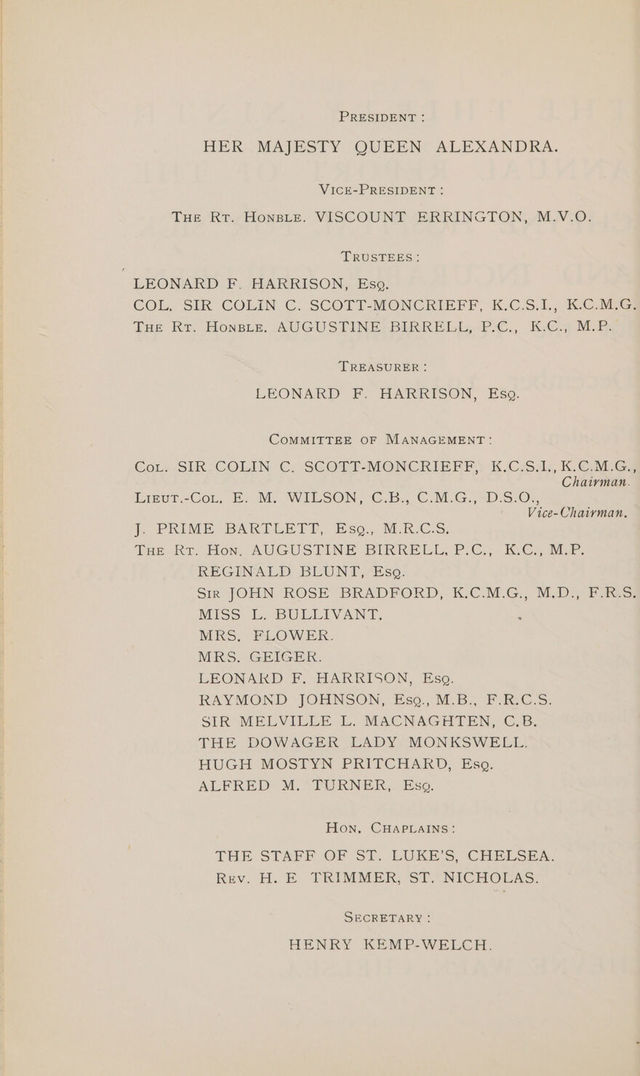 PRESIDENT:
HER MAJESTY QUEEN ALEXANDRA.
VICE-PRESIDENT:
THE RT. HONBLE. VISCOUNT ERRINGTON, M.V.O.
TRUSTEES:
LEONARD F. HARRISON, ESQ.
COL. SIR COLIN C. SCOTT-MONCRIEFF, K.C.S.I., K.C.M.G.
THE RT. HONBLE. AUGUSTINE BIRRELL, P.C., K.C., M.P.
TREASURER:
LEONARD F. HARRISON, ESQ.
COMMITTEE OF MANAGEMENT:
COL. SIR COLIN C. SCOTT-MONCRIEFF, K.C.S.I., K.C.M.G.,
Chairman.
LIEUT.-COL. E. M. WILSON, C.B., C.M.G., D.S.O.,
Vice-Chairman.
J. PRIME BARTLETT, ESQ., M.R.C.S.
THE RT. HON. AUGUSTINE BIRRELL, P.C., K.C., M.P.
REGINALD BLUNT, ESQ.
SIR JOHN ROSE BRADFORD, K.C.M.G., M.D., F.R.S.
MISS L. BULLIVANT.
MRS. FLOWER.
MRS. GEIGER.
LEONARD F. HARRISON, ESQ.
RAYMOND JOHNSON, ESQ., M.B., F.R.C.S.
SIR MELVILLE L. MACNAGHTEN, C.B.
THE DOWAGER LADY MONKSWELL.
HUGH MOSTYN PRITCHARD, ESQ.
ALFRED M. TURNER, ESQ.
HON. CHAPLAINS:
THE STAFF OF ST. LUKE'S, CHELSEA.
REV. H. E TRIMMER, ST. NICHOLAS.
SECRETARY:
HENRY KEMP-WELCH.